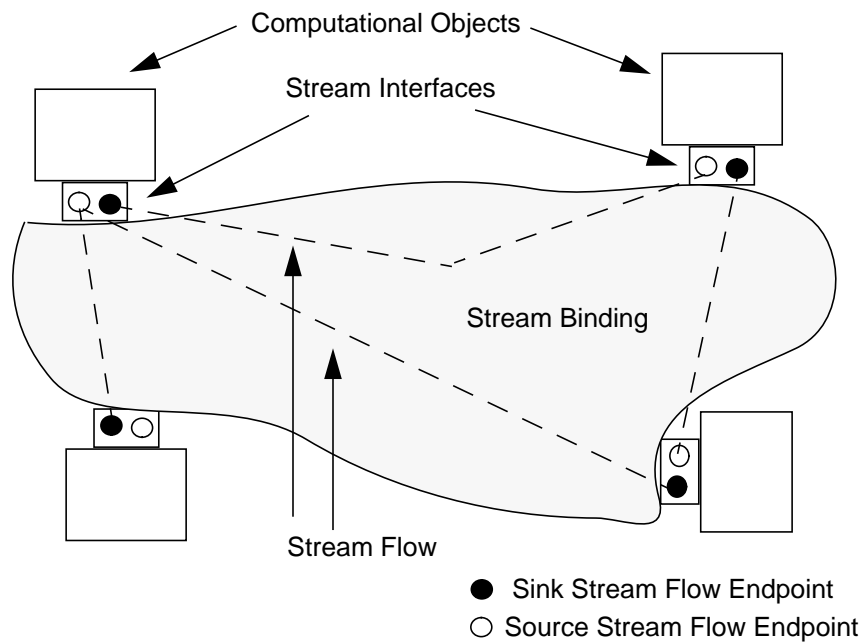 Computational Objects
Stream Interfaces
Stream Binding
Stream Flow
Sink Stream Flow Endpoint
Source Stream Flow Endpoint